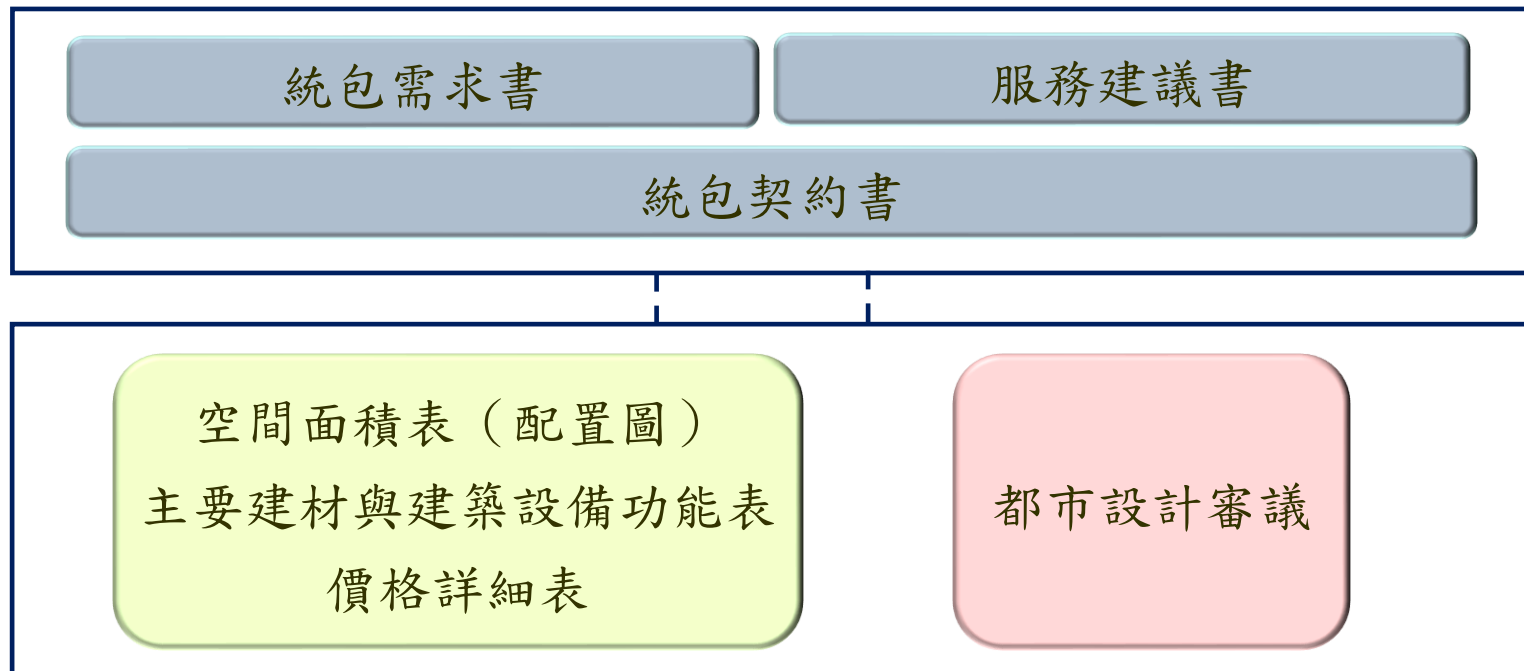 統包需求書
服務建議書
統包契約書
空間面積表（配置圖）
主要建材與建築設備功能表
價格詳細表
都市設計審議